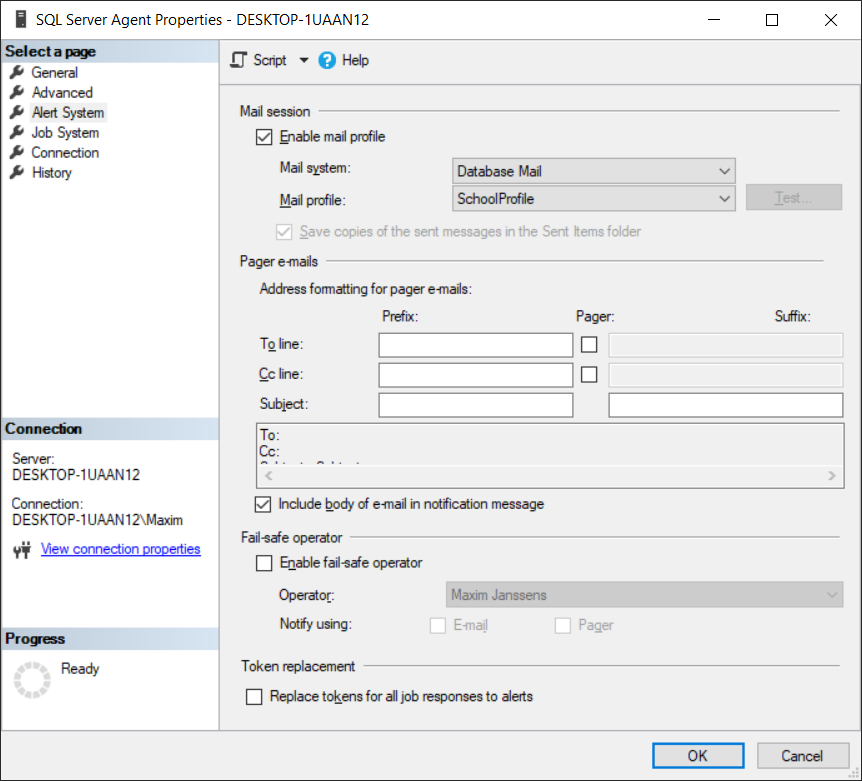 SQL Server Agent Properties - DESKTOP-1UAAN12
Select a page
General
Advanced
Alert System
Job System
Connection
History
Connection
Server:
DESKTOP-1UAAN12
Connection:
DESKTOP-1UAAN12\Maxim
View connection properties
Progress
Ready
Script
Help
Mail session
Enable mail profile
Mail system:
Database Mail
Mail profile:
SchoolProfile
Test...
Save copies of the sent messages in the Sent Items folder
Pager e-mails
Address formatting for pager e-mails:
Prefix: Pager: Suffix:
To line:
Cc line:
Subject:
To:
Cc:
Include body of e-mail in notification message
Fail-safe operator
Enable fail-safe operator
Operator:
Maxim Janssens
Notify using:
E-mail
Pager
Token replacement
Replace tokens for all job responses to alerts
OK
Cancel